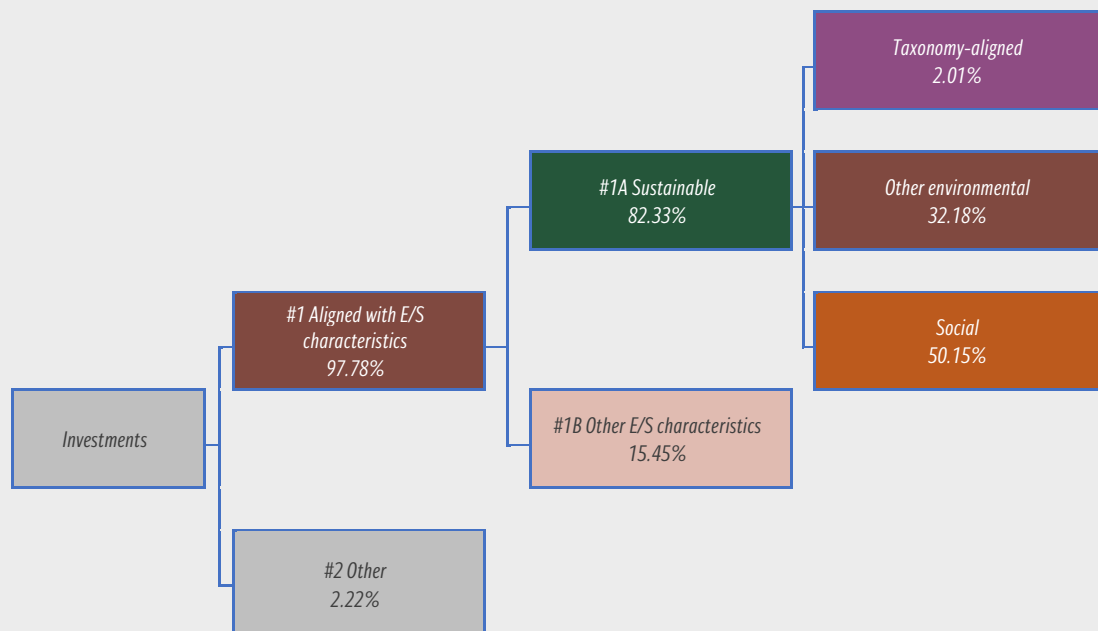 Taxonomy-aligned
2.01%
#1A Sustainable
82.33%
Other environmental
32.18%
#1 Aligned with E/S
characteristics
97.78%
Social
50.15%
Investments
#1B Other E/S characteristics
15.45%
#2 Other
2.22%